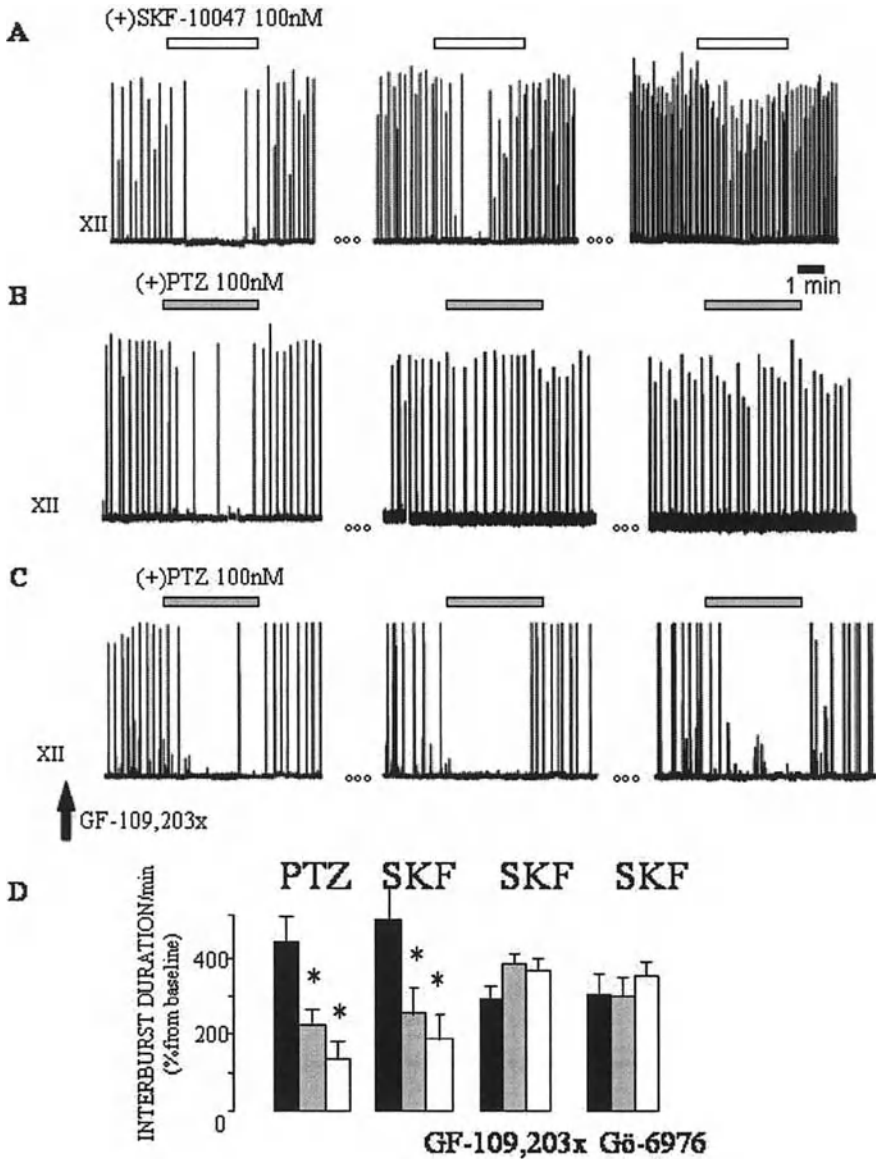 A
(+)SKF-10047 100nM
XII
1 min
B
(+)PTZ 100nM
XII
C
(+)PTZ 100nM
XII
GF-109,203x
D
PTZ SKF SKF SKF
INTERBURST DURATION/min
(%from baseline)
400
200
0
* * * *
GF-109,203x Gö-6976